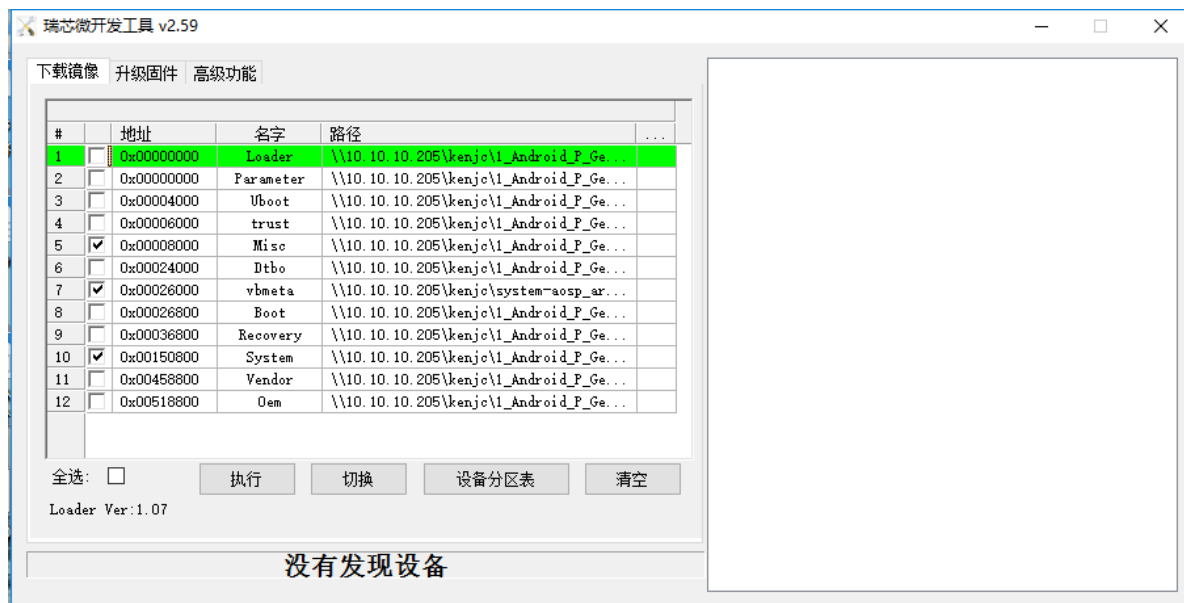 瑞芯微开发工具 v2.59
下载镜像 升级固件 高级功能
# 地址 名字 路径 ...
1 0x00000000 Loader \\10.10.10.205\kenjc\1_Android_P_Ge...
2 0x00000000 Parameter \\10.10.10.205\kenjc\1_Android_P_Ge...
3 0x00004000 Uboot \\10.10.10.205\kenjc\1_Android_P_Ge...
4 0x00006000 trust \\10.10.10.205\kenjc\1_Android_P_Ge...
5 0x00008000 Misc \\10.10.10.205\kenjc\1_Android_P_Ge...
6 0x00024000 Dtbo \\10.10.10.205\kenjc\1_Android_P_Ge...
7 0x00026000 vbmeta \\10.10.10.205\kenjc\system-aosp_ar...
8 0x00026800 Boot \\10.10.10.205\kenjc\1_Android_P_Ge...
9 0x00036800 Recovery \\10.10.10.205\kenjc\1_Android_P_Ge...
10 0x00150800 System \\10.10.10.205\kenjc\1_Android_P_Ge...
11 0x00458800 Vendor \\10.10.10.205\kenjc\1_Android_P_Ge...
12 0x00518800 Oem \\10.10.10.205\kenjc\1_Android_P_Ge...
全选: 执行 切换 设备分区表 清空
Loader Ver:1.07
没有发现设备